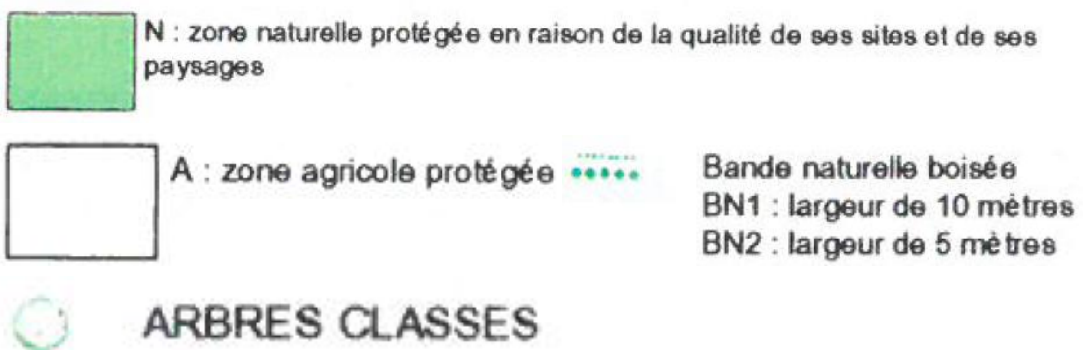 N : zone naturelle protégée en raison de la qualité de ses sites et de ses
paysages
A : zone agricole protégée
Bande naturelle boisée
BN1 : largeur de 10 mètres
BN2 : largeur de 5 mètres
ARBRES CLASSES